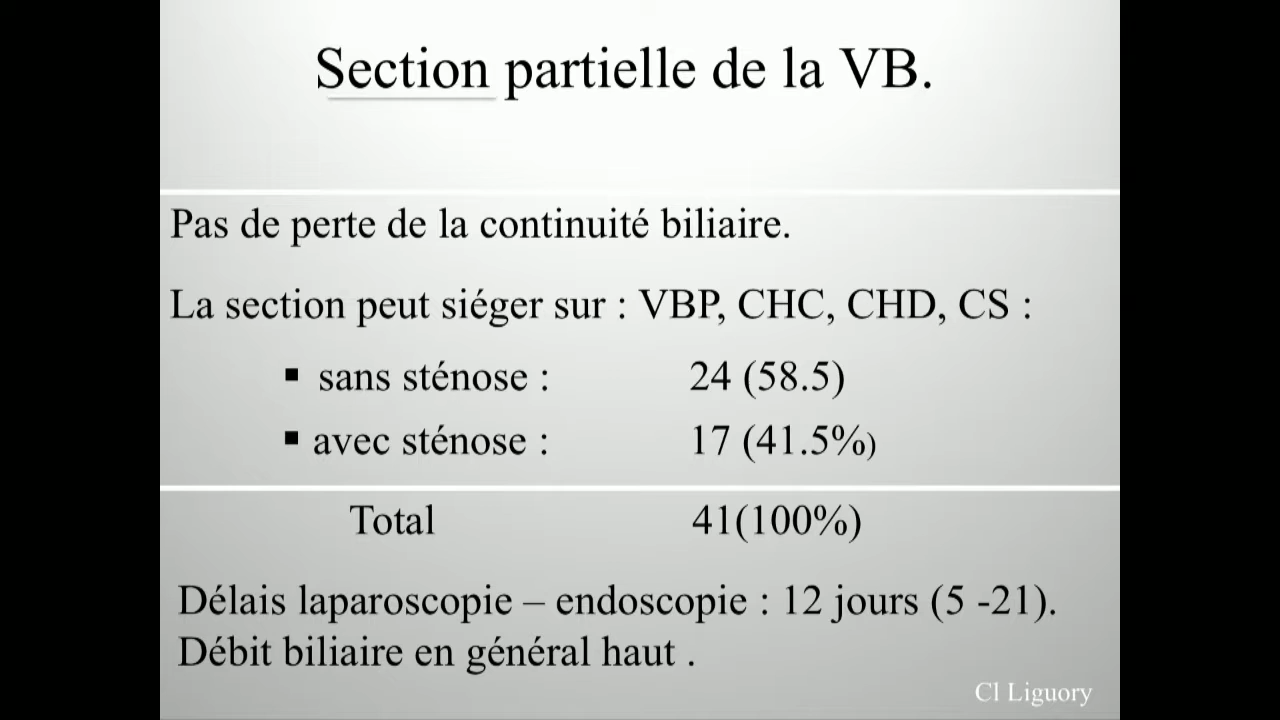 Section partielle de la VB.
Pas de perte de la continuité biliaire.
La section peut siéger sur : VBP, CHC, CHD, CS :
▪ sans sténose : 24 (58.5)
▪ avec sténose : 17 (41.5%)
Total 41(100%)
Délais laparoscopie – endoscopie : 12 jours (5 -21).
Débit biliaire en général haut .
Cl Liguory